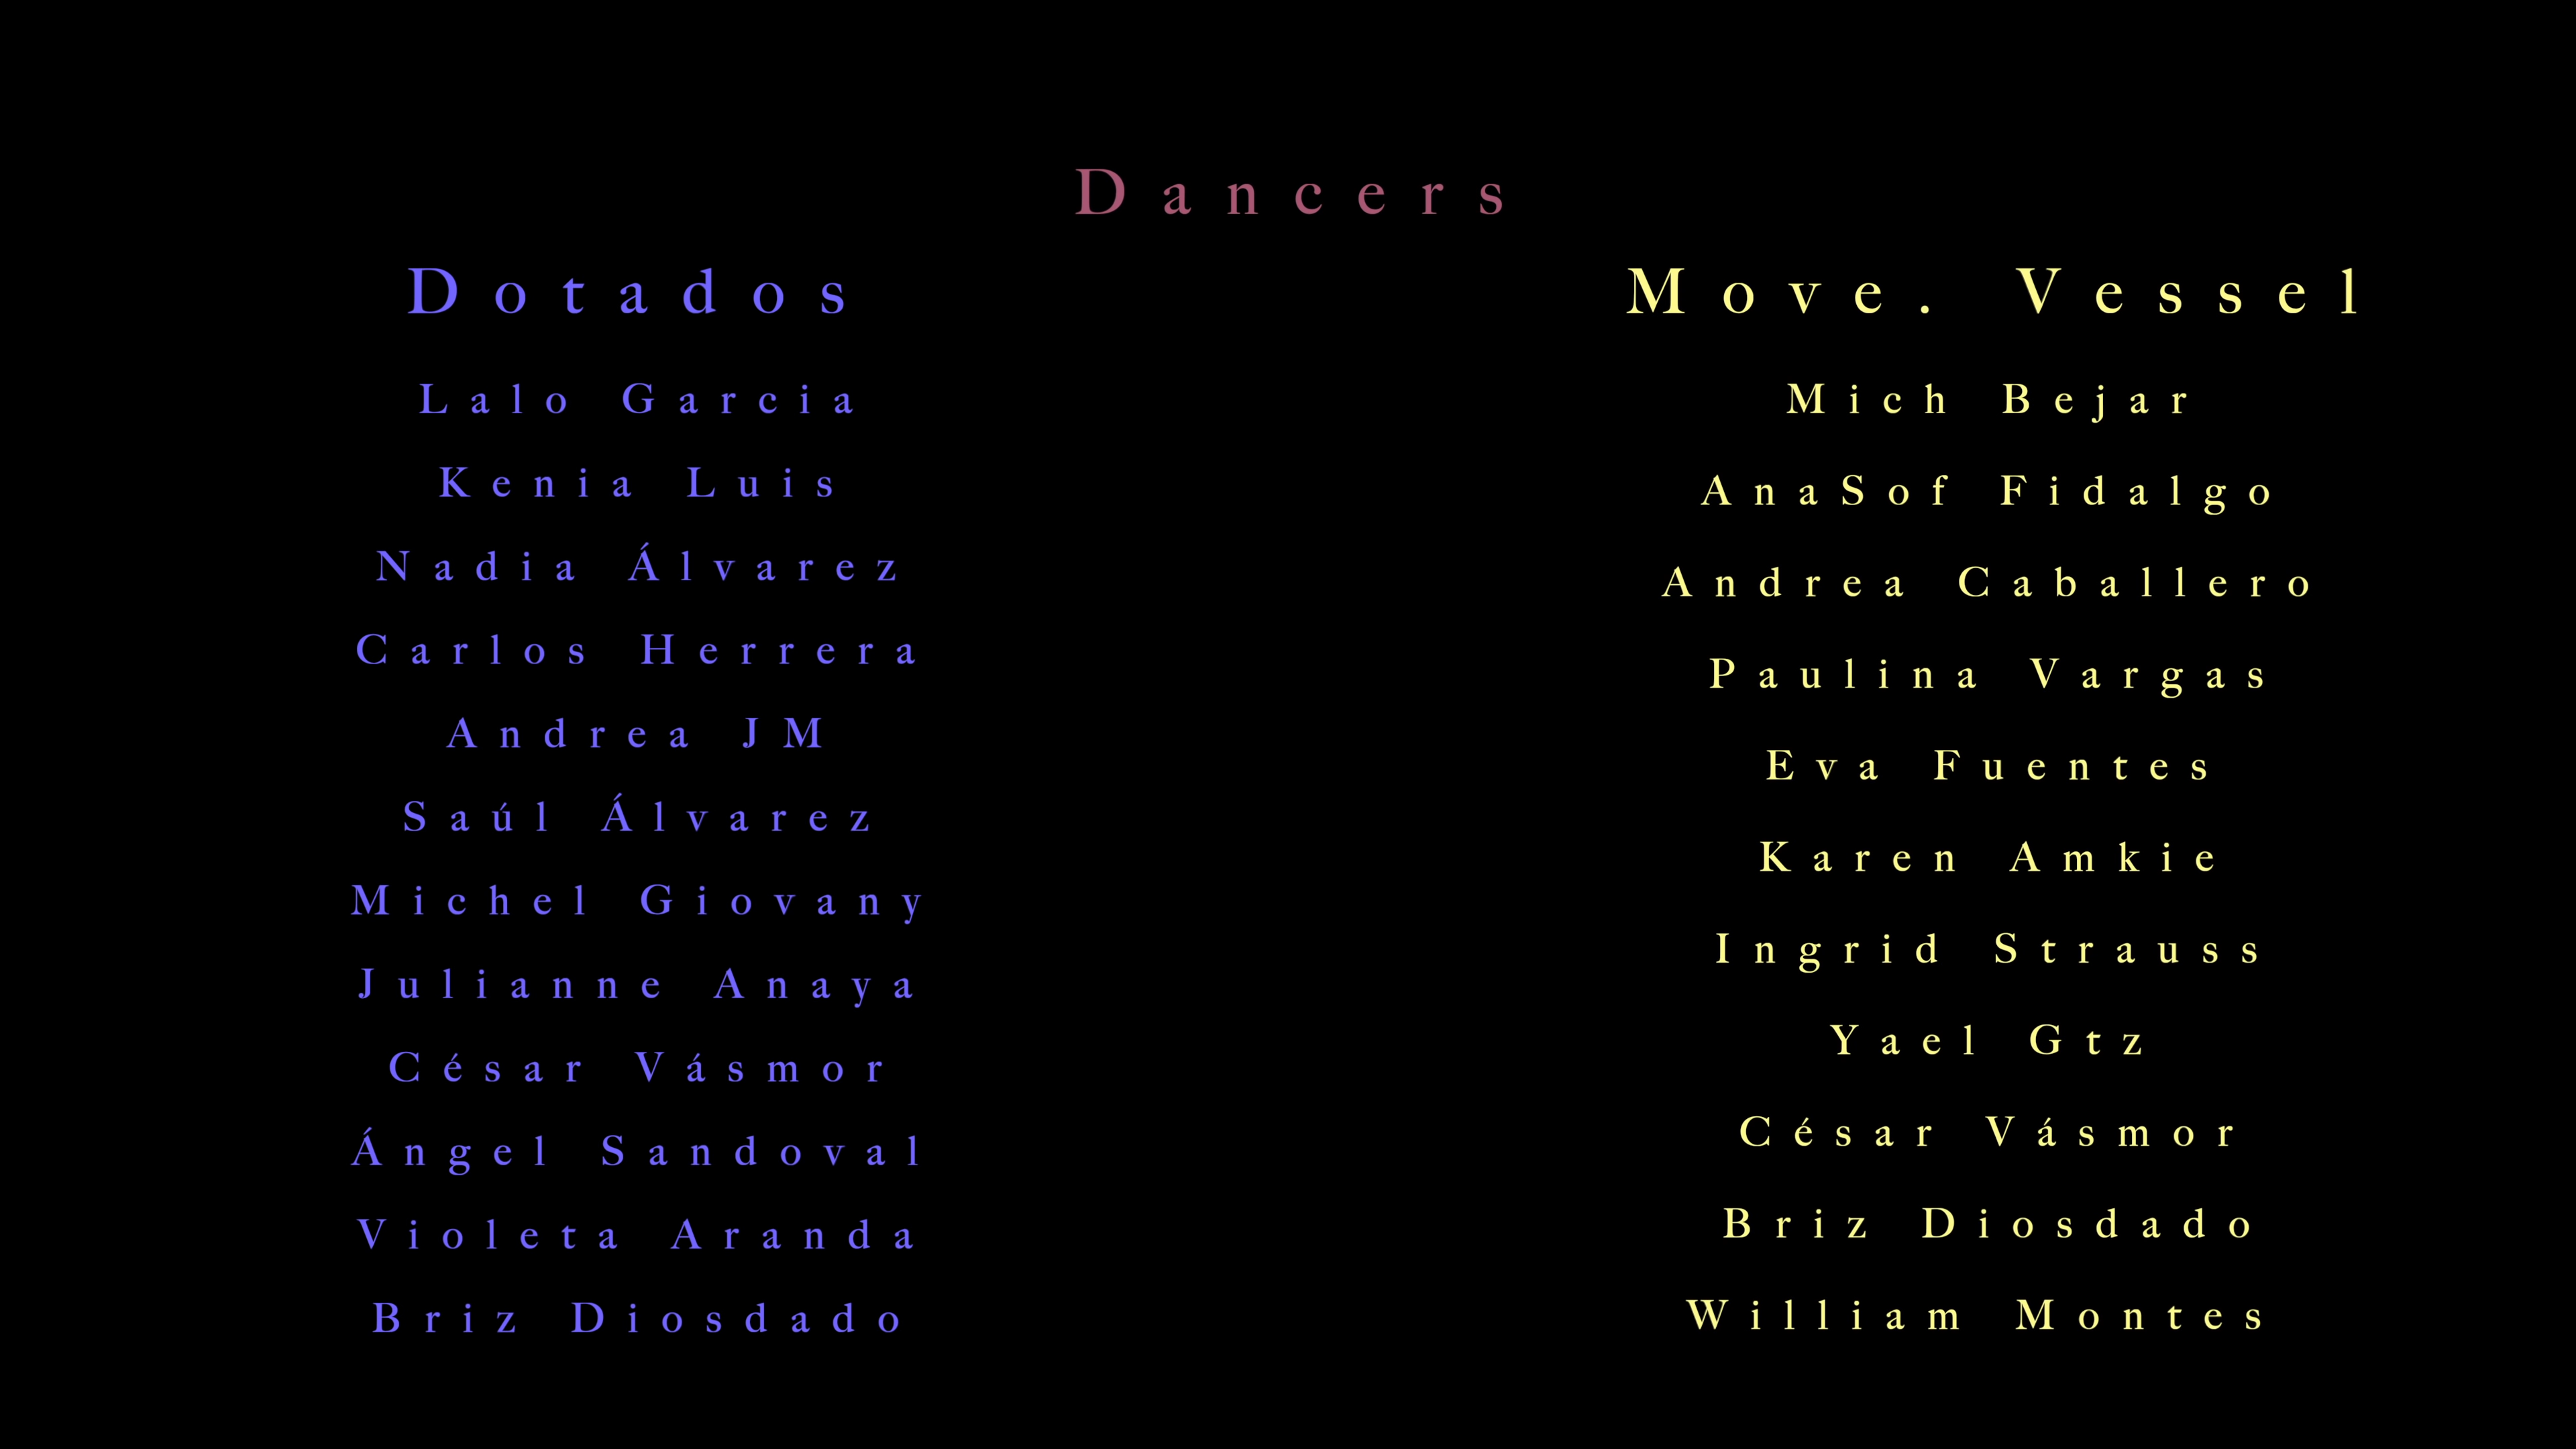 Dancers
Dotados
Lalo Garcia
Kenia Luis
Nadia Álvarez
Carlos Herrera
Andrea JM
Saúl Álvarez
Michel Giovany
Julianne Anaya
César Vásmor
Ángel Sandoval
Violeta Aranda
Briz Diosdado
Move. Vessel
Mich Bejar
AnaSof Fidalgo
Andrea Caballero
Paulina Vargas
Eva Fuentes
Karen Amkie
Ingrid Strauss
Yael Gtz
César Vásmor
Briz Diosdado
William Montes